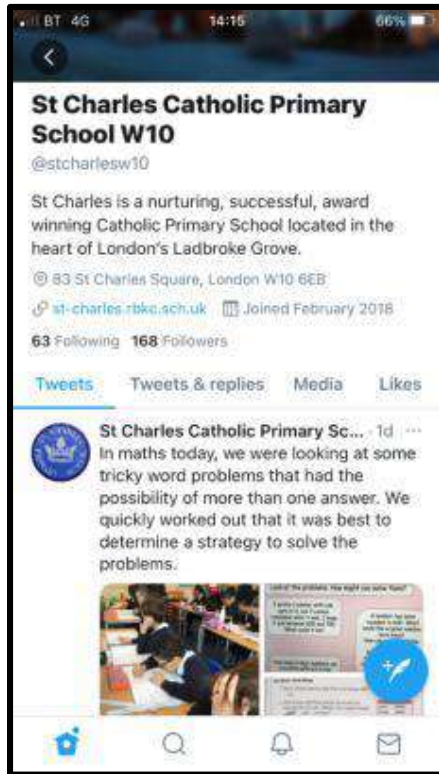 BT 4G 14:15 66%
St Charles Catholic Primary
School W10
@stcharlesw10
St Charles is a nurturing, successful, award
winning Catholic Primary School located in the
heart of London's Ladbroke Grove.
83 St Charles Square, London W10 6EB
st-charles.rbkc.sch.uk Joined February 2018
63 Following 168 Followers
Tweets Tweets & replies Media Likes
St Charles Catholic Primary Sc... · 1d ...
In maths today, we were looking at some
tricky word problems that had the
possibility of more than one answer. We
quickly worked out that it was best to
determine a strategy to solve the
problems.